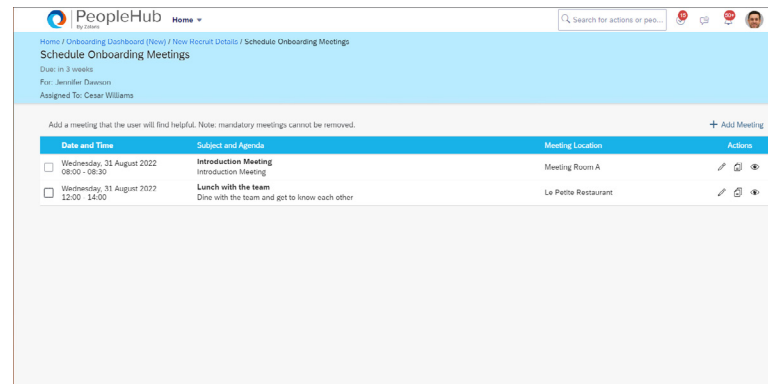 PeopleHub
By Zalaris
Home
Search for actions or peo...
10
50+
Home / Onboarding Dashboard (New) / New Recruit Details / Schedule Onboarding Meetings
Schedule Onboarding Meetings
Due: in 3 weeks
For: Jennifer Dawson
Assigned To: Cesar Williams
Add a meeting that the user will find helpful. Note: mandatory meetings cannot be removed.
+ Add Meeting
Date and Time Subject and Agenda Meeting Location Actions
Wednesday, 31 August 2022 Introduction Meeting
08:00 - 08:30 Introduction Meeting Meeting Room A
Wednesday, 31 August 2022 Lunch with the team
12:00 - 14:00 Dine with the team and get to know each other Le Petite Restaurant